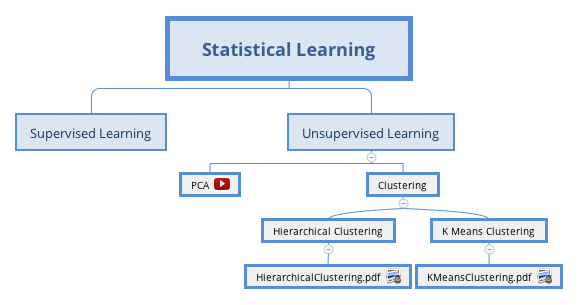 Statistical Learning
Supervised Learning
Unsupervised Learning
PCA
Clustering
Hierarchical Clustering
K Means Clustering
HierarchicalClustering.pdf
KMeansClustering.pdf